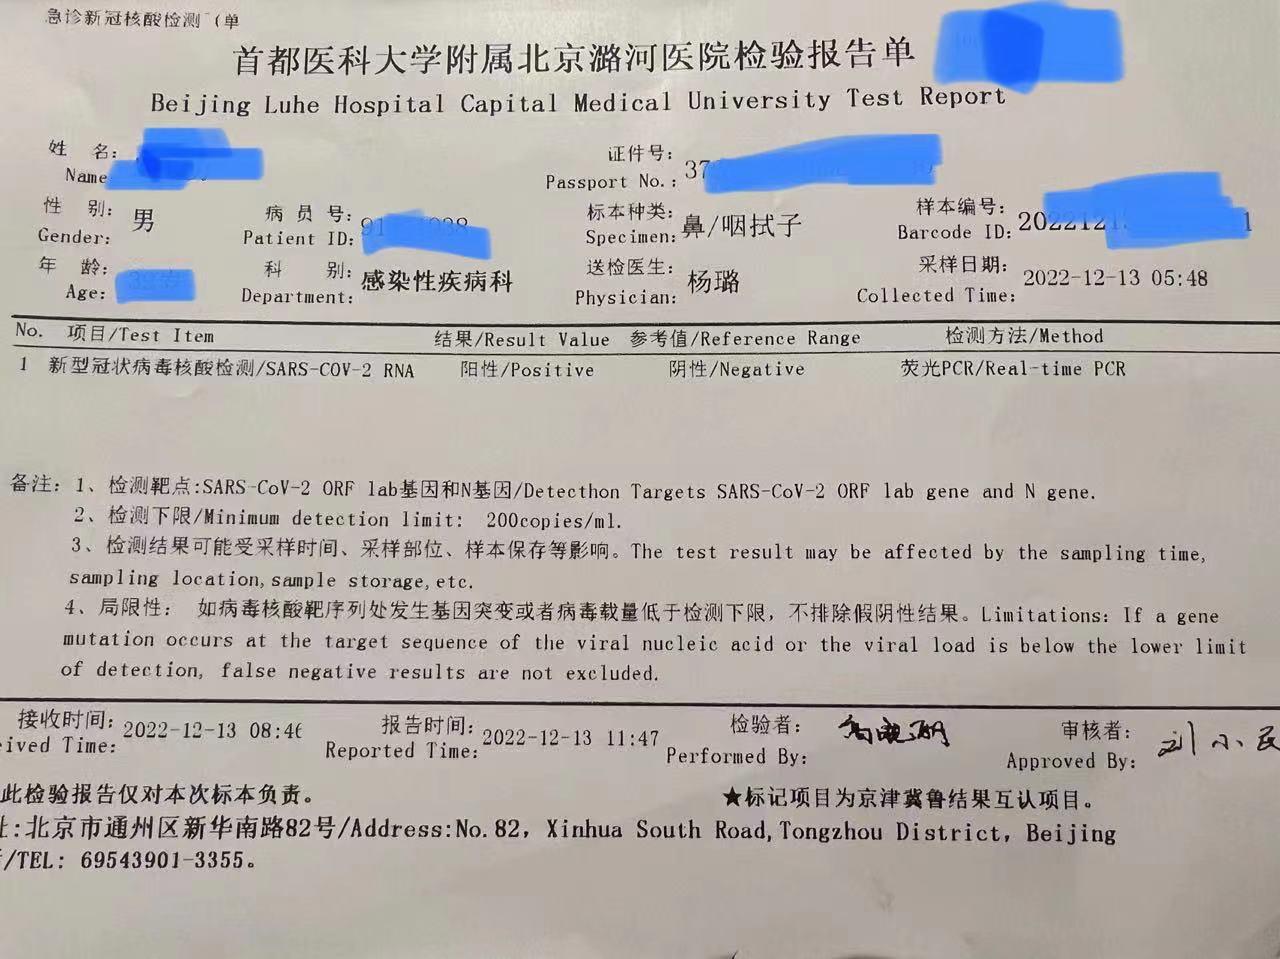 急诊新冠核酸检测 (单
首都医科大学附属北京潞河医院检验报告单
Beijing Luhe Hospital Capital Medical University Test Report
姓 名: 证件号:
Name Passport No.: 37
性 别: 男 病 员 号: 标本种类: 鼻/咽拭子 样本编号:
Gender: Patient ID: Specimen: Barcode ID: 2022121
年 龄: 科 别: 感染性疾病科 送检医生: 杨璐 采样日期: 2022-12-13 05:48
Age: Department: Physician: Collected Time:
No. 项目/Test Item 结果/Result Value 参考值/Reference Range 检测方法/Method
1 新型冠状病毒核酸检测/SARS-COV-2 RNA 阳性/Positive 阴性/Negative 荧光PCR/Real-time PCR
备注: 1、检测靶点:SARS-CoV-2 ORF lab基因和N基因/Detecthon Targets SARS-CoV-2 ORF lab gene and N gene.
2、检测下限/Minimum detection limit: 200copies/ml.
3、检测结果可能受采样时间、采样部位、样本保存等影响。The test result may be affected by the sampling time,
sampling location,sample storage,etc.
4、局限性: 如病毒核酸靶序列处发生基因突变或者病毒载量低于检测下限，不排除假阴性结果。Limitations: If a gene
mutation occurs at the target sequence of the viral nucleic acid or the viral load is below the lower limit
of detection, false negative results are not excluded.
接收时间: 2022-12-13 08:46 报告时间: 2022-12-13 11:47 检验者: 审核者: 刘小民
eived Time: Reported Time: Performed By: Approved By:
此检验报告仅对本次标本负责。 ★标记项目为京津冀鲁结果互认项目。
址:北京市通州区新华南路82号/Address:No.82, Xinhua South Road,Tongzhou District, Beijing
/TEL: 69543901-3355。